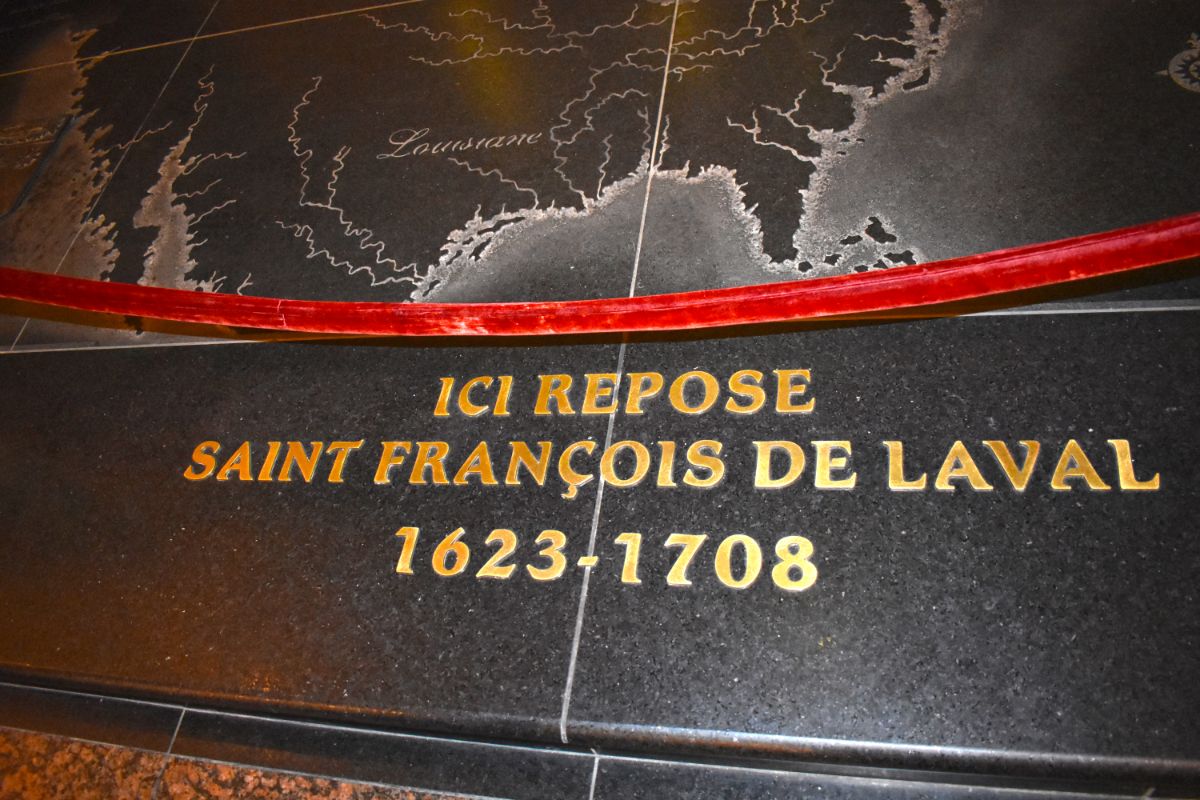 Louisiane
ICI REPOSE
SAINT FRANÇOIS DE LAVAL
1623-1708